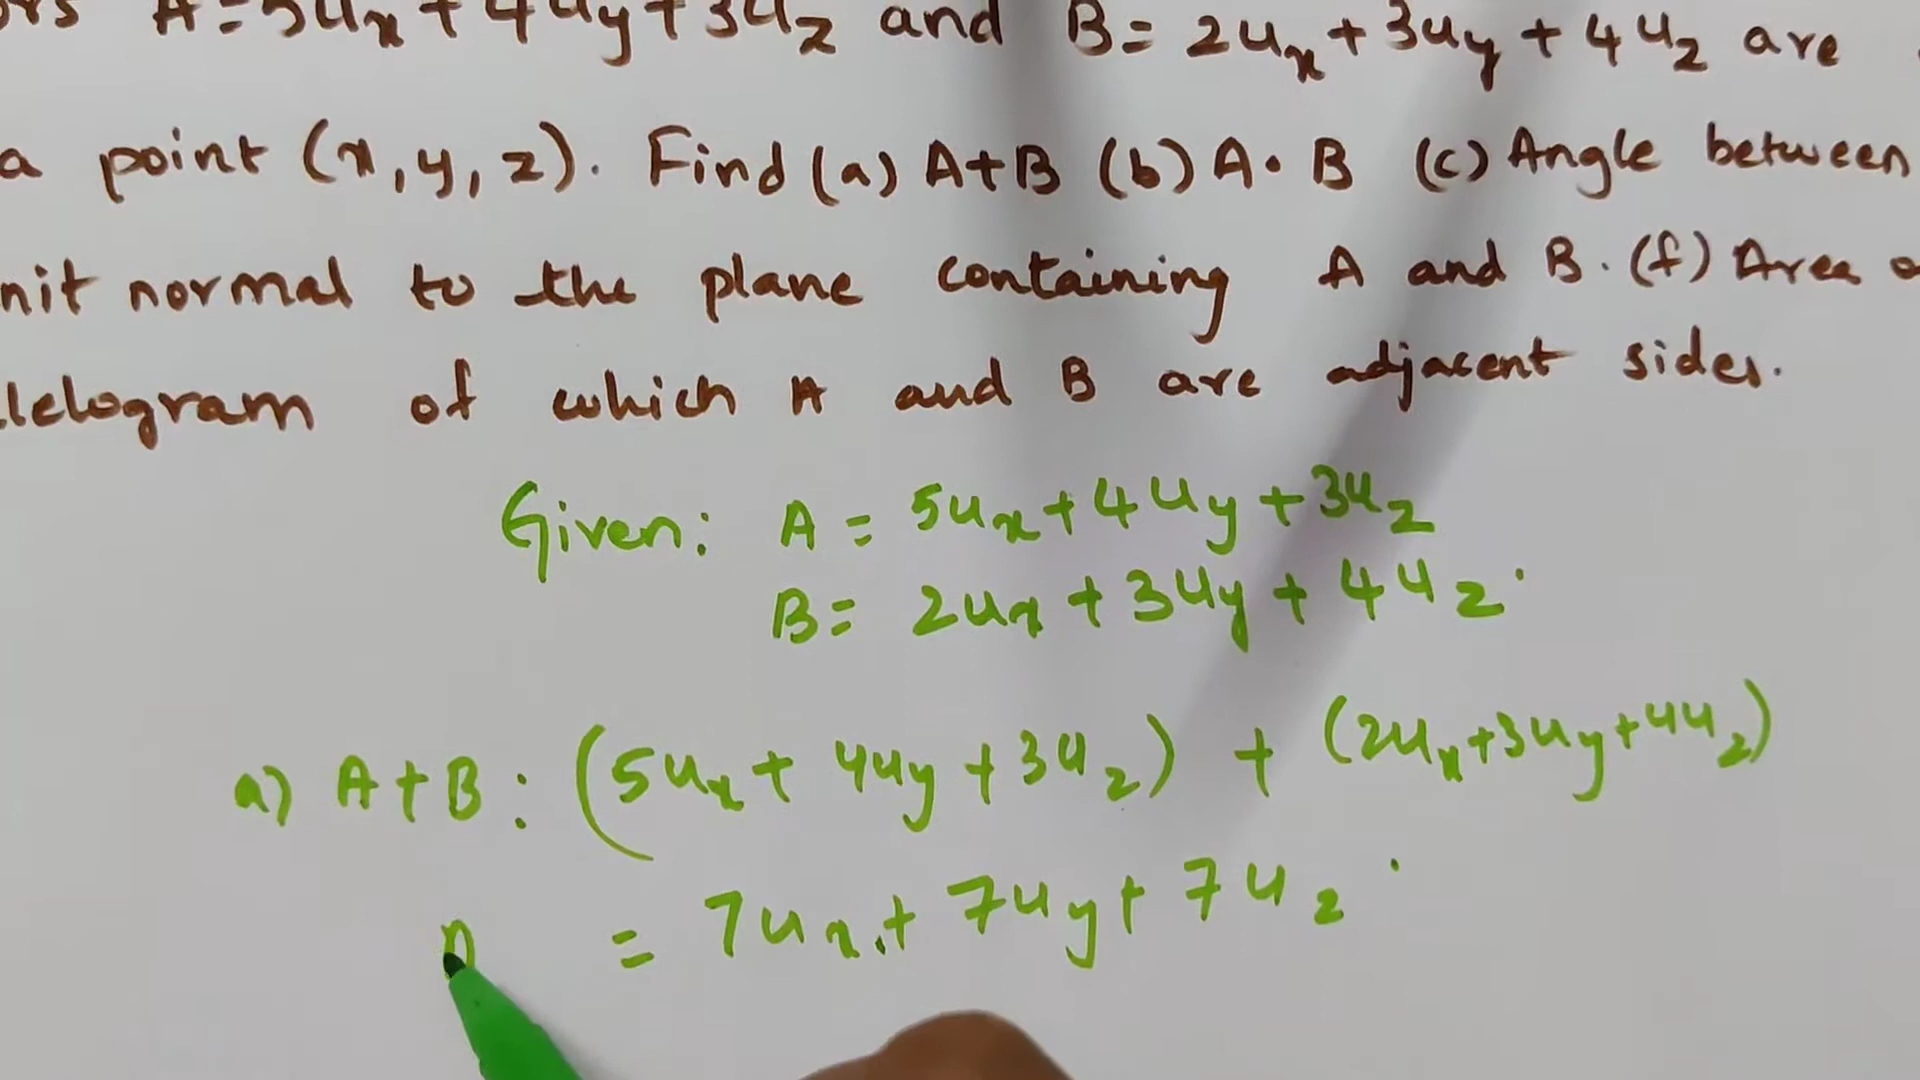 A=5ux+4uy+3uz and B= 2ux+3uy+4uz are
a point (x,y,z). Find (a) A+B (b) A·B (c) Angle between
nit normal to the plane containing A and B. (f) Area
lelogram of which A and B are adjacent sides.
Given: A = 5ux+4uy+3uz
B= 2ux+3uy+4uz.
a) A+B: (5ux+4uy+3uz) + (2ux+3uy+4uz)
= 7ux+7uy+7uz.